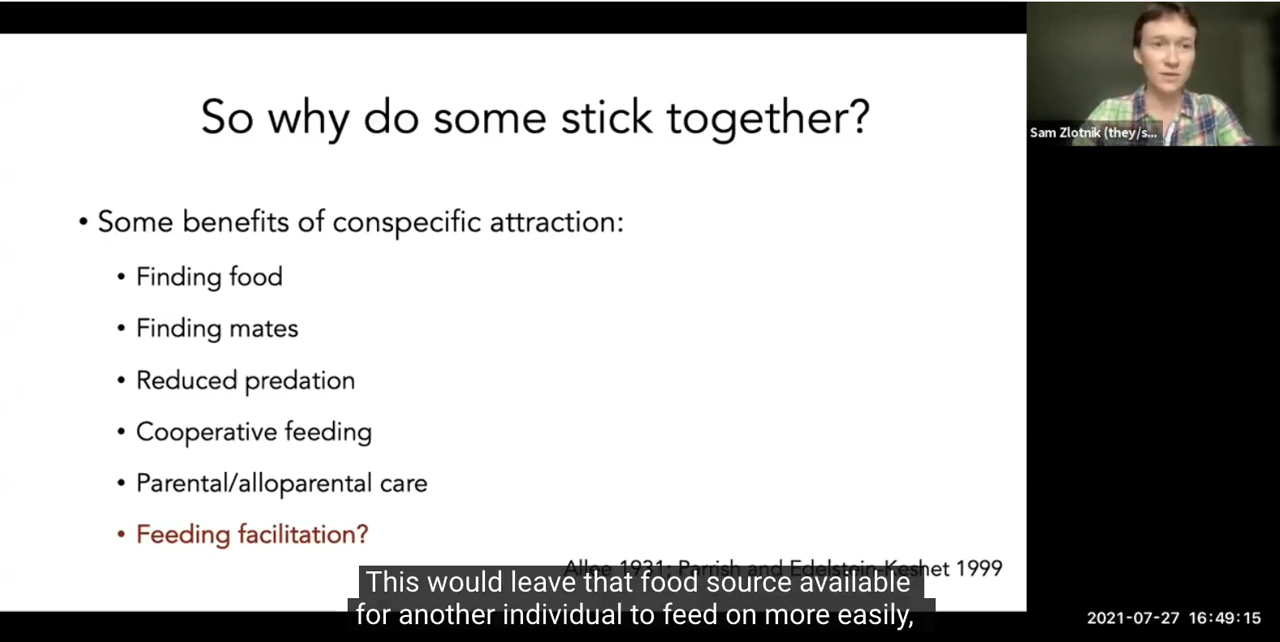 So why do some stick together?
Sam Zlotnik (they/s...
• Some benefits of conspecific attraction:
• Finding food
• Finding mates
• Reduced predation
• Cooperative feeding
• Parental/alloparental care
• Feeding facilitation?
Allee 1931; Parrish and Edelstein-Keshet 1999
This would leave that food source available
for another individual to feed on more easily,
2021-07-27 16:49:15